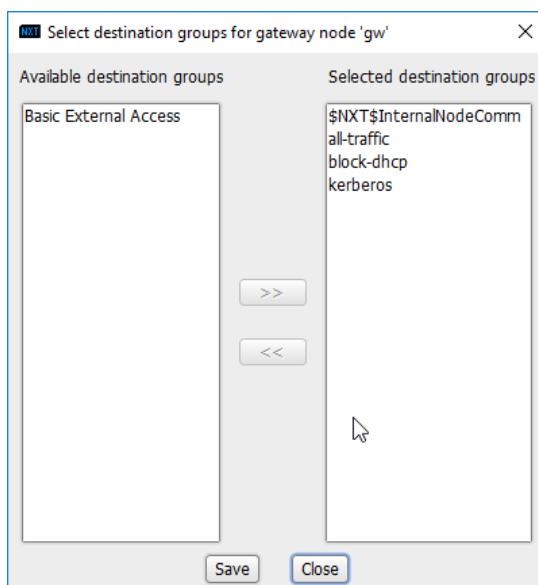 NXT Select destination groups for gateway node 'gw'
Available destination groups
Selected destination groups
Basic External Access
$NXT$InternalNodeComm
all-traffic
block-dhcp
kerberos
>>
<<
Save
Close